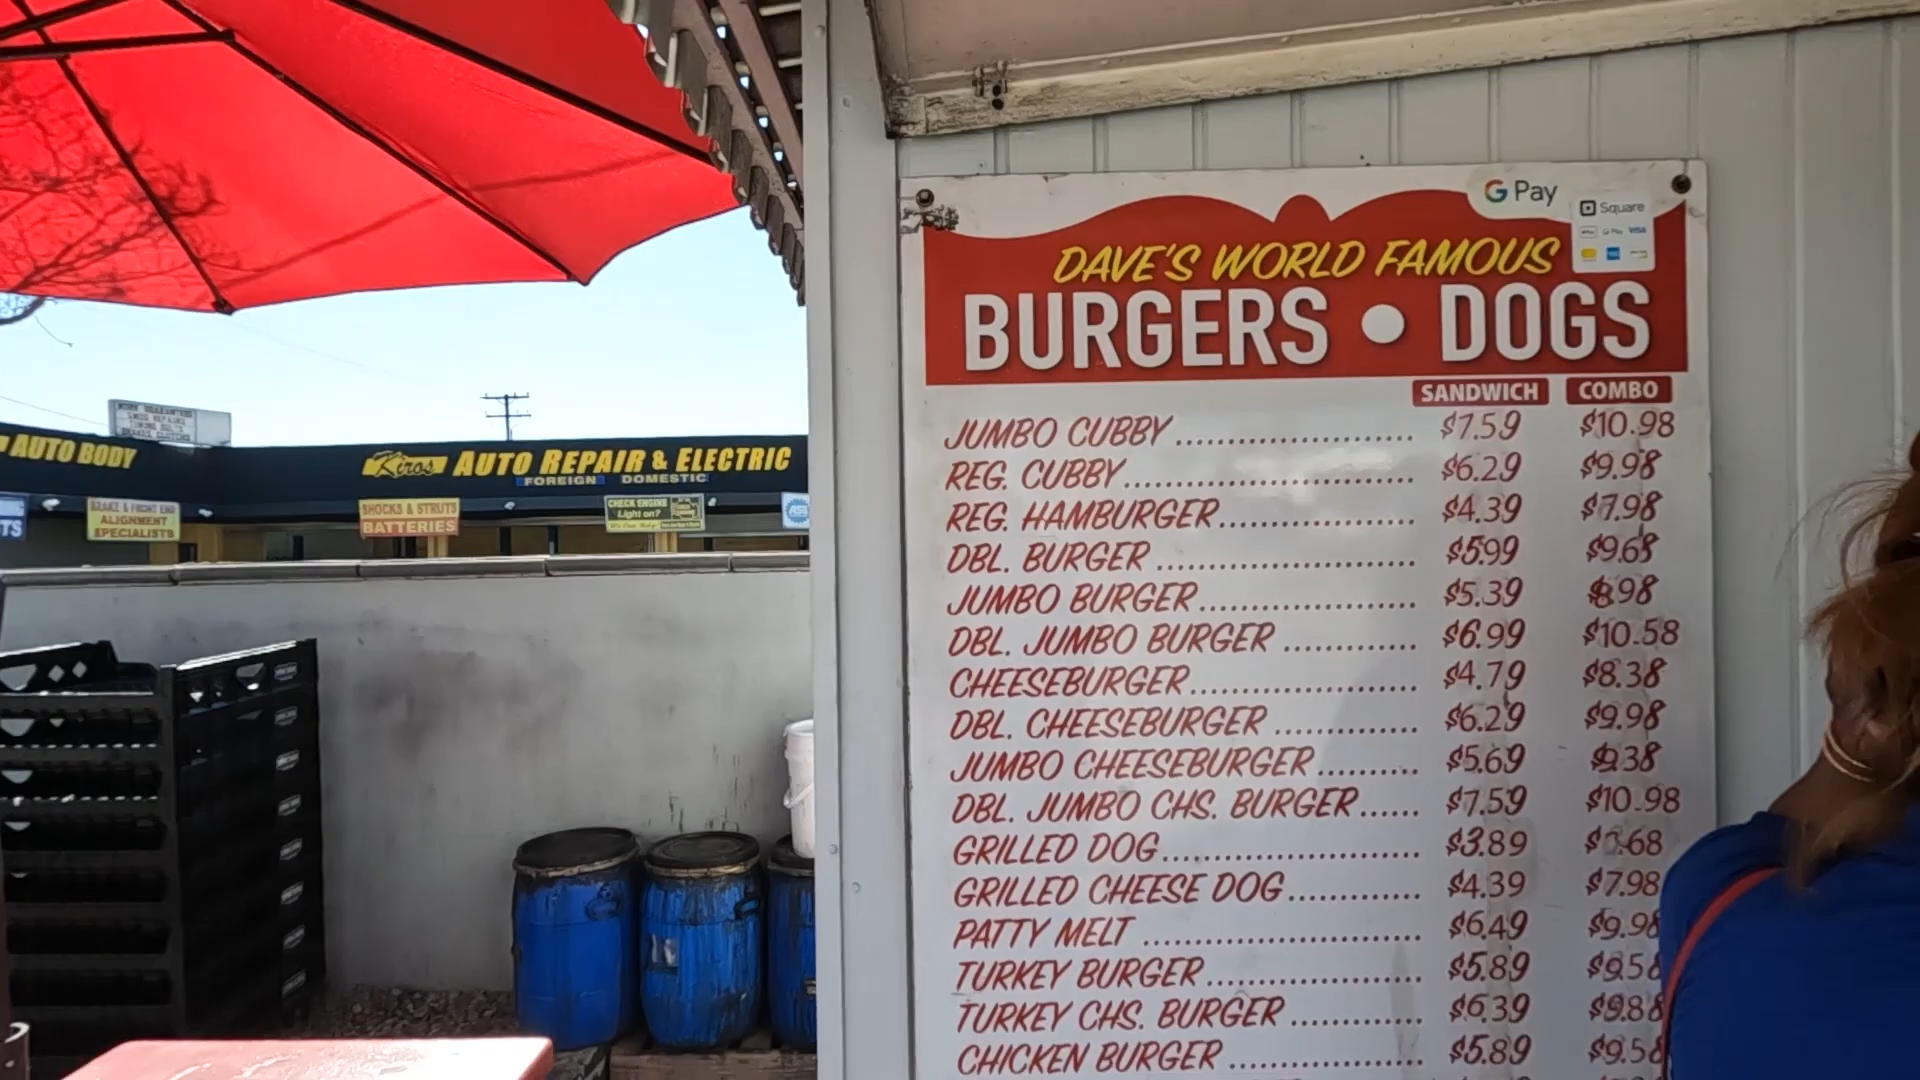 G Pay
Square
G Pay VISA
DAVE'S WORLD FAMOUS
BURGERS • DOGS
SANDWICH COMBO
JUMBO CUBBY $7.59 $10.98
REG. CUBBY $6.29 $9.98
REG. HAMBURGER $4.39 $7.98
DBL. BURGER $5.99 $9.68
JUMBO BURGER $5.39 $8.98
DBL. JUMBO BURGER $6.99 $10.58
CHEESEBURGER $4.79 $8.38
DBL. CHEESEBURGER $6.29 $9.98
JUMBO CHEESEBURGER $5.69 $9.38
DBL. JUMBO CHS. BURGER $7.59 $10.98
GRILLED DOG $3.89
GRILLED CHEESE DOG $4.39 $7.98
PATTY MELT $6.49 $9.98
TURKEY BURGER $5.89
TURKEY CHS. BURGER $6.39 $9.88
CHICKEN BURGER $5.89
AUTO BODY
Kiros AUTO REPAIR & ELECTRIC
FOREIGN DOMESTIC
BRAKE & FRONT END
ALIGNMENT
SPECIALISTS
SHOCKS & STRUTS
BATTERIES
CHECK ENGINE
Light on?